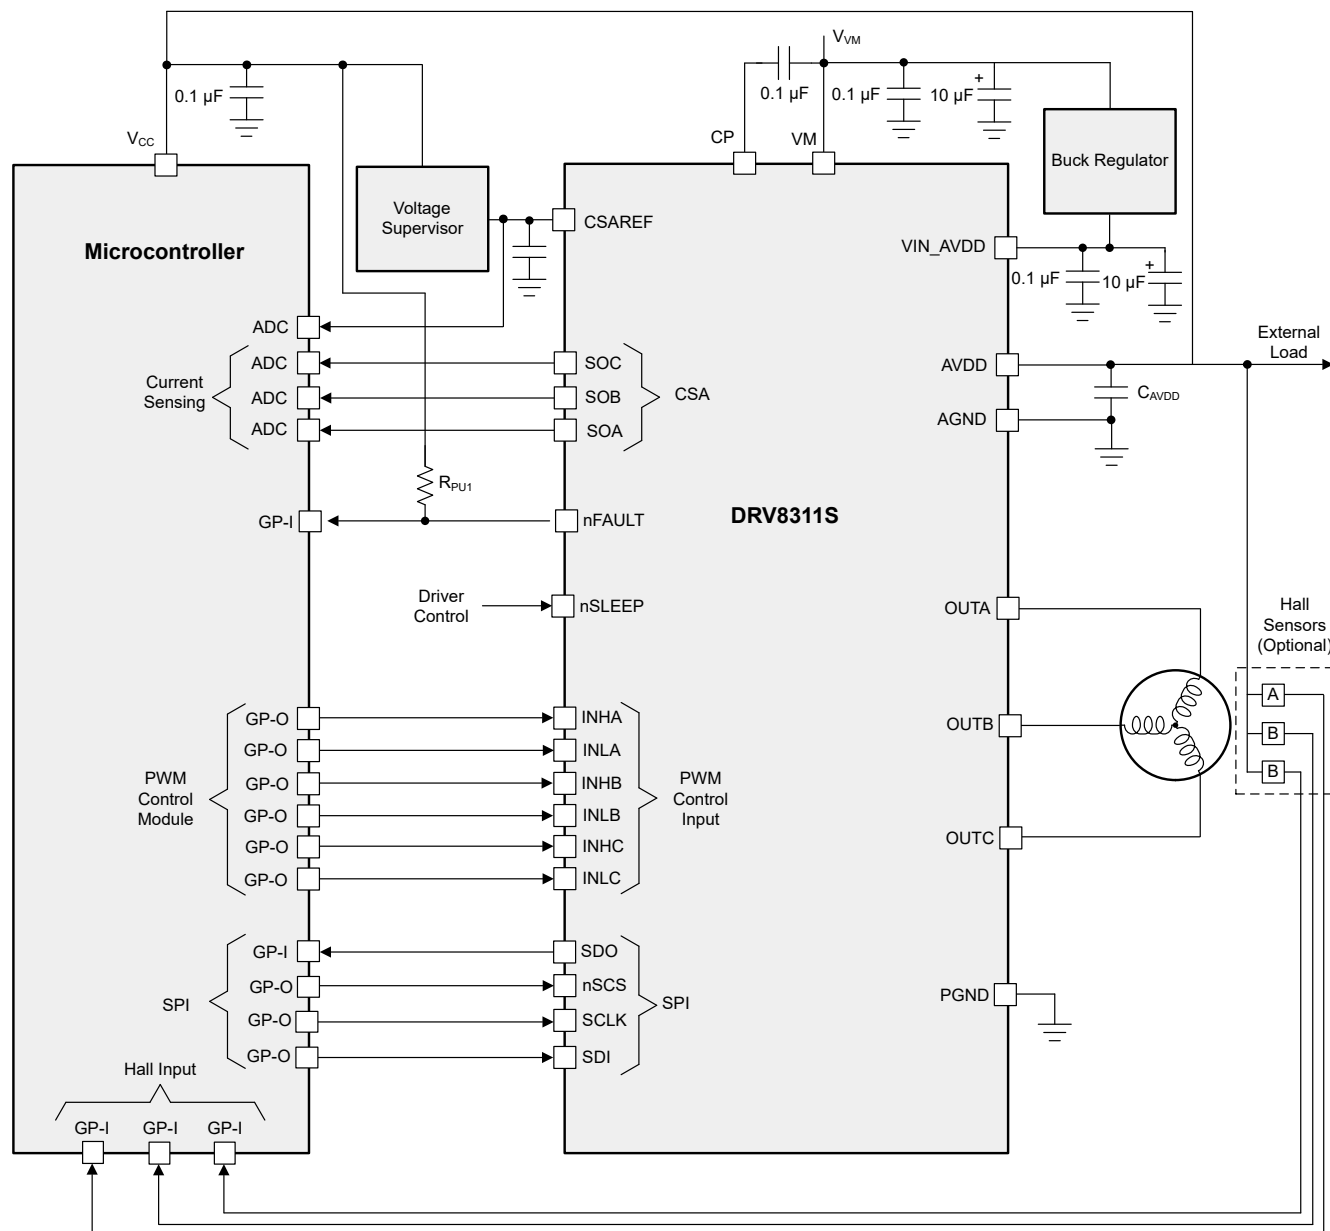 V_VM
0.1 µF
0.1 µF
0.1 µF
10 µF
+
V_CC
CP
VM
Buck Regulator
Voltage
Supervisor
CSAREF
Microcontroller
VIN_AVDD
0.1 µF
10 µF
+
ADC
External
Load
Current
Sensing
ADC
ADC
ADC
SOC
SOB
SOA
CSA
AVDD
C_AVDD
AGND
R_PU1
GP-I
nFAULT
DRV8311S
Driver
Control
nSLEEP
OUTA
Hall
Sensors
(Optional)
A
B
B
OUTB
OUTC
PWM
Control
Module
GP-O
GP-O
GP-O
GP-O
GP-O
GP-O
INHA
INLA
INHB
INLB
INHC
INLC
PWM
Control
Input
SPI
GP-I
GP-O
GP-O
GP-O
SDO
nSCS
SCLK
SDI
SPI
PGND
Hall Input
GP-I
GP-I
GP-I